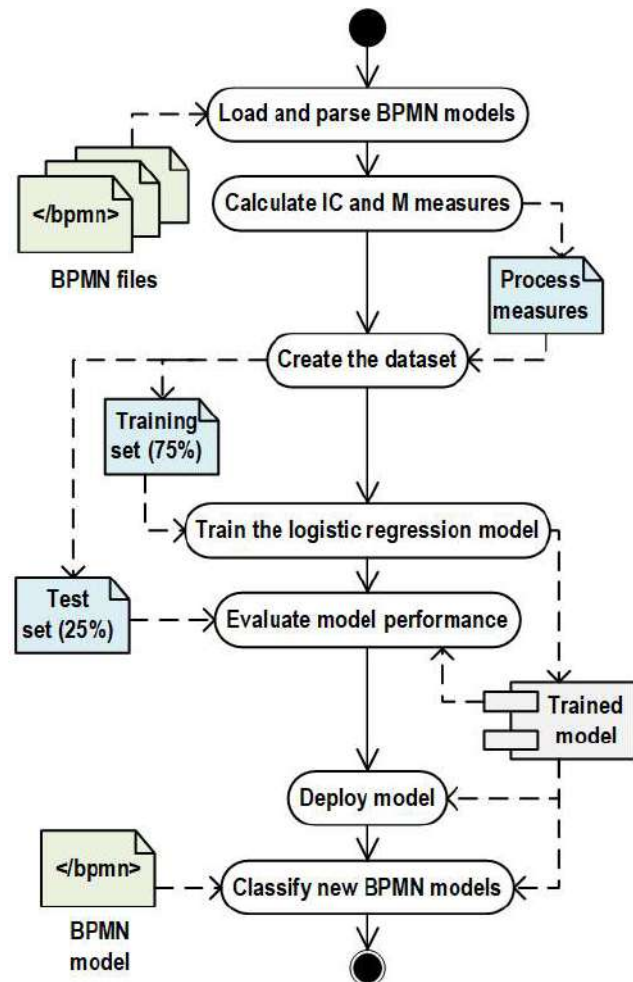 Load and parse BPMN models
</bpmn>
BPMN files
Calculate IC and M measures
Process
measures
Create the dataset
Training
set (75%)
Train the logistic regression model
Test
set (25%)
Evaluate model performance
Trained
model
Deploy model
</bpmn>
BPMN
model
Classify new BPMN models